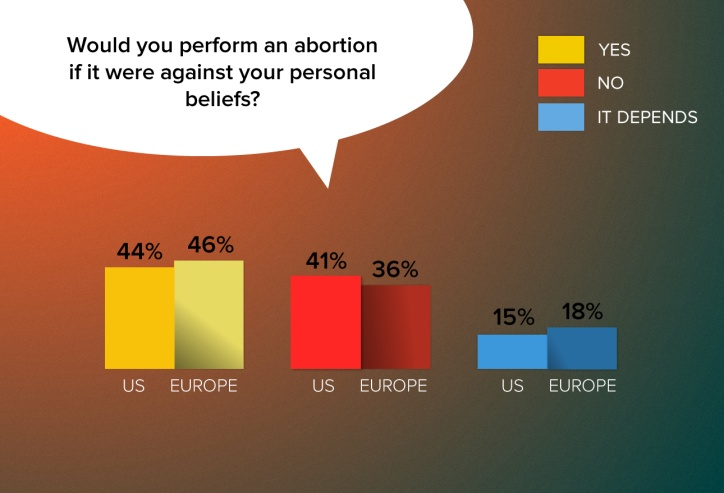 Would you perform an abortion
if it were against your personal
beliefs?
YES
NO
IT DEPENDS
44%
46%
41%
36%
15%
18%
US
EUROPE
US
EUROPE
US
EUROPE